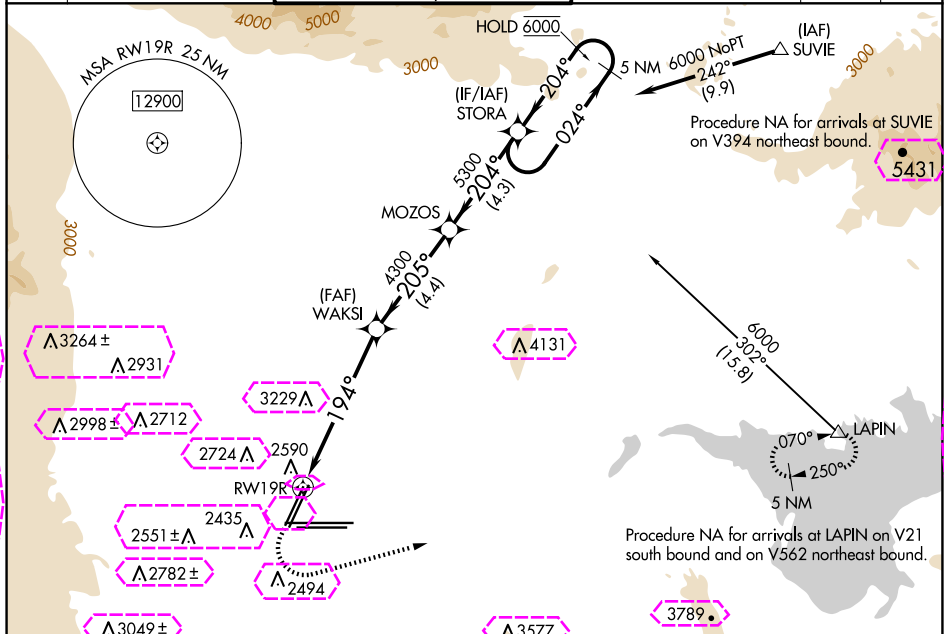 4000
5000
HOLD 6000
(IAF)
SUVIE
MSA RW19R 25 NM
12900
3000
5 NM
6000 NoPT
242°
(9.9)
3000
204°
024°
(IF/IAF)
STORA
Procedure NA for arrivals at SUVIE
on V394 northeast bound.
5431
5300
204°
(4.3)
MOZOS
3000
4300
205°
(4.4)
(FAF)
WAKSI
6000
302°
(15.8)
3264 ±
2931
4131
194°
3229
2998 ±
2712
LAPIN
070°
250°
5 NM
2724
2590
RW19R
2435
2551 ±
Procedure NA for arrivals at LAPIN on V21
south bound and on V562 northeast bound.
2782 ±
2494
3789
3049 ±
3577